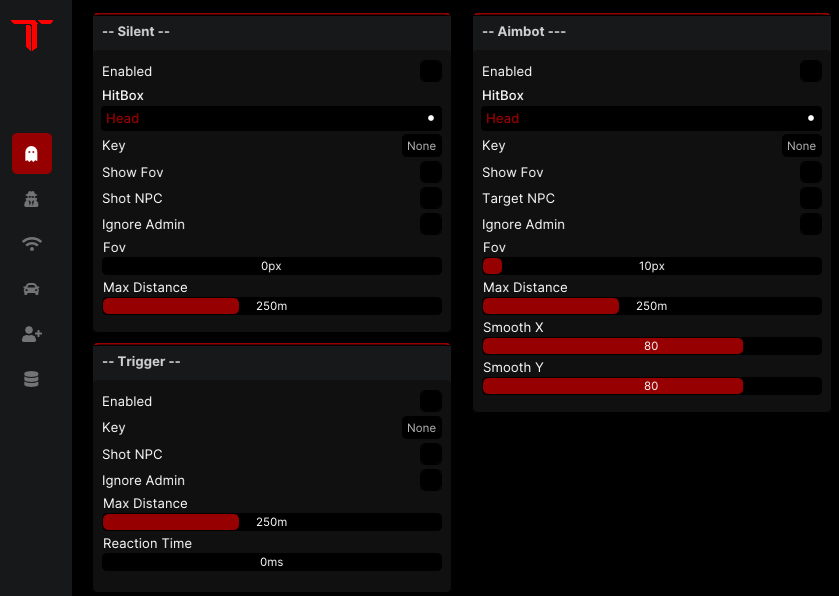 -- Silent --
Enabled
HitBox
Head
Key None
Show Fov
Shot NPC
Ignore Admin
Fov
0px
Max Distance
250m
-- Trigger --
Enabled
Key None
Shot NPC
Ignore Admin
Max Distance
250m
Reaction Time
0ms
-- Aimbot ---
Enabled
HitBox
Head
Key None
Show Fov
Target NPC
Ignore Admin
Fov
10px
Max Distance
250m
Smooth X
80
Smooth Y
80